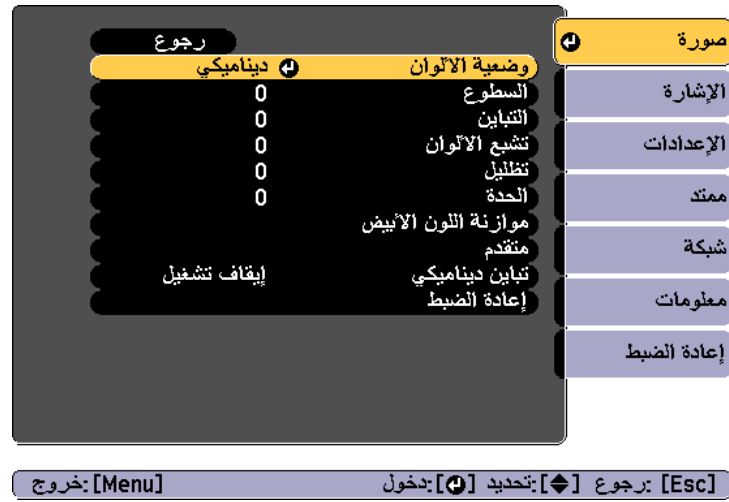 رجوع
وضعية الألوان ديناميكي
السطوع 0
التباين 0
تشبع الألوان 0
تظليل 0
الحدة 0
موازنة اللون الأبيض
متقدم
تباين ديناميكي إيقاف تشغيل
إعادة الضبط
صورة
الإشارة
الإعدادات
ممتد
شبكة
معلومات
إعادة الضبط
[Esc] :رجوع [◆]:تحديد [↵]:دخول [Menu]:خروج